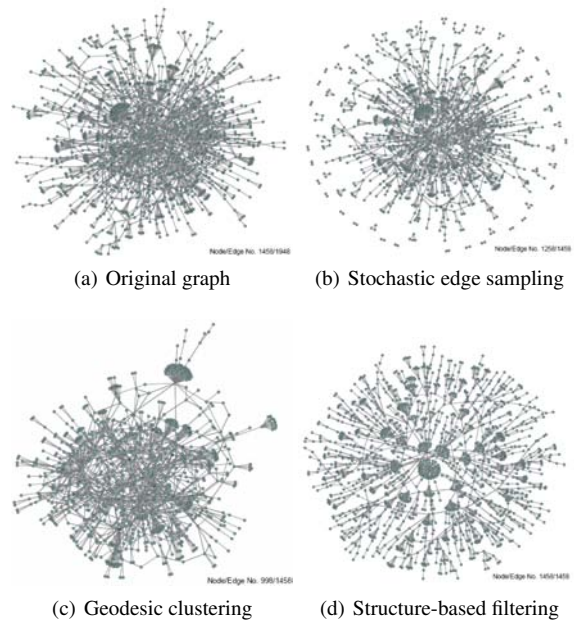 Node/Edge No. 1458/1948
(a) Original graph
Node/Edge No. 1258/1458
(b) Stochastic edge sampling
Node/Edge No. 998/1458
(c) Geodesic clustering
Node/Edge No. 1458/1458
(d) Structure-based filtering